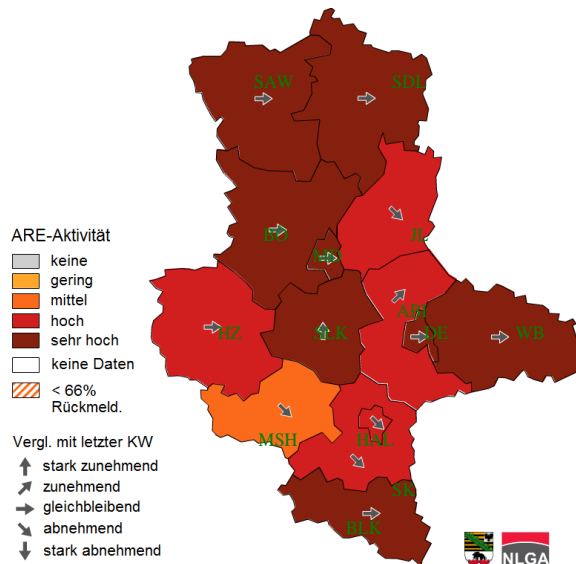 SAW
SDL
BÖ
MD
JL
ARE-Aktivität
keine
gering
mittel
hoch
sehr hoch
keine Daten
< 66%
Rückmeld.
HZ
SLK
ABI
DE
WB
MSH
HAL
SK
BLK
Vergl. mit letzter KW
stark zunehmend
zunehmend
gleichbleibend
abnehmend
stark abnehmend
NLGA